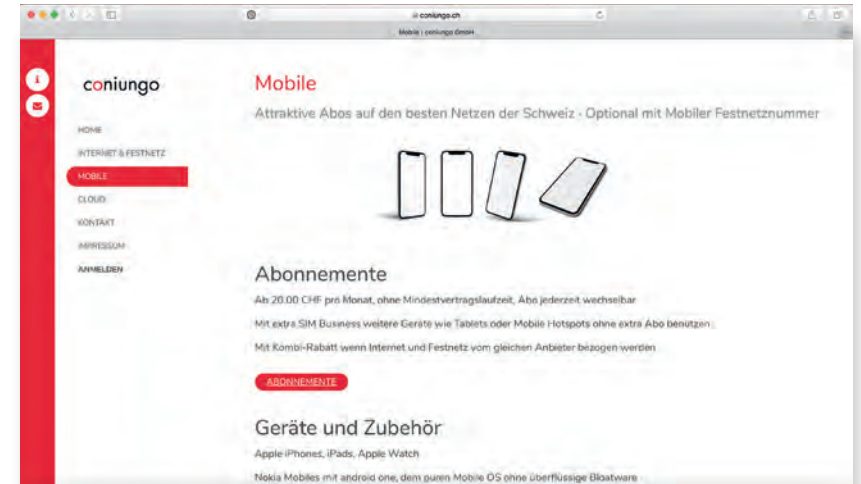 coniungo.ch
Mobile | coniungo GmbH
i
coniungo
HOME
INTERNET & FESTNETZ
MOBILE
CLOUD
KONTAKT
IMPRESSUM
ANMELDEN
Mobile
Attraktive Abos auf den besten Netzen der Schweiz - Optional mit Mobiler Festnetznummer
Abonnemente
Ab 20.00 CHF pro Monat, ohne Mindestvertragslaufzeit, Abo jederzeit wechselbar
Mit extra SIM Business weitere Geräte wie Tablets oder Mobile Hotspots ohne extra Abo benutzen
Mit Kombi-Rabatt wenn Internet und Festnetz vom gleichen Anbieter bezogen werden
ABONNEMENTE
Geräte und Zubehör
Apple iPhones, iPads, Apple Watch
Nokia Mobiles mit android one, dem puren Mobile OS ohne überflüssige Bloatware